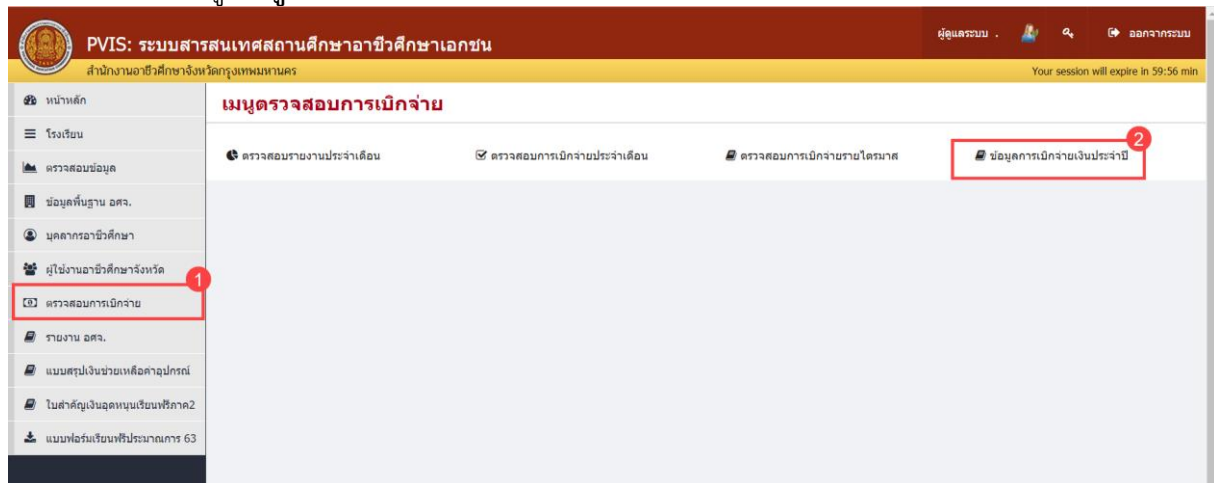 PVIS: ระบบสารสนเทศสถานศึกษาอาชีวศึกษาเอกชน
ผู้ดูแลระบบ .
ออกจากระบบ
สำนักงานอาชีวศึกษาจังหวัดกรุงเทพมหานคร
Your session will expire in 59:56 min
หน้าหลัก
เมนูตรวจสอบการเบิกจ่าย
โรงเรียน
2
ตรวจสอบรายงานประจำเดือน
ตรวจสอบการเบิกจ่ายประจำเดือน
ตรวจสอบการเบิกจ่ายรายไตรมาส
ข้อมูลการเบิกจ่ายเงินประจำปี
ตรวจสอบข้อมูล
ข้อมูลพื้นฐาน อศจ.
บุคลากรอาชีวศึกษา
ผู้ใช่งานอาชีวศึกษาจังหวัด
1
ตรวจสอบการเบิกจ่าย
รายงาน อศจ.
แบบสรุปเงินช่วยเหลือค่าอุปกรณ์
ใบสำคัญเงินอุดหนุนเรียนฟรีภาค2
แบบฟอร์มเรียนฟรีประมาณการ 63